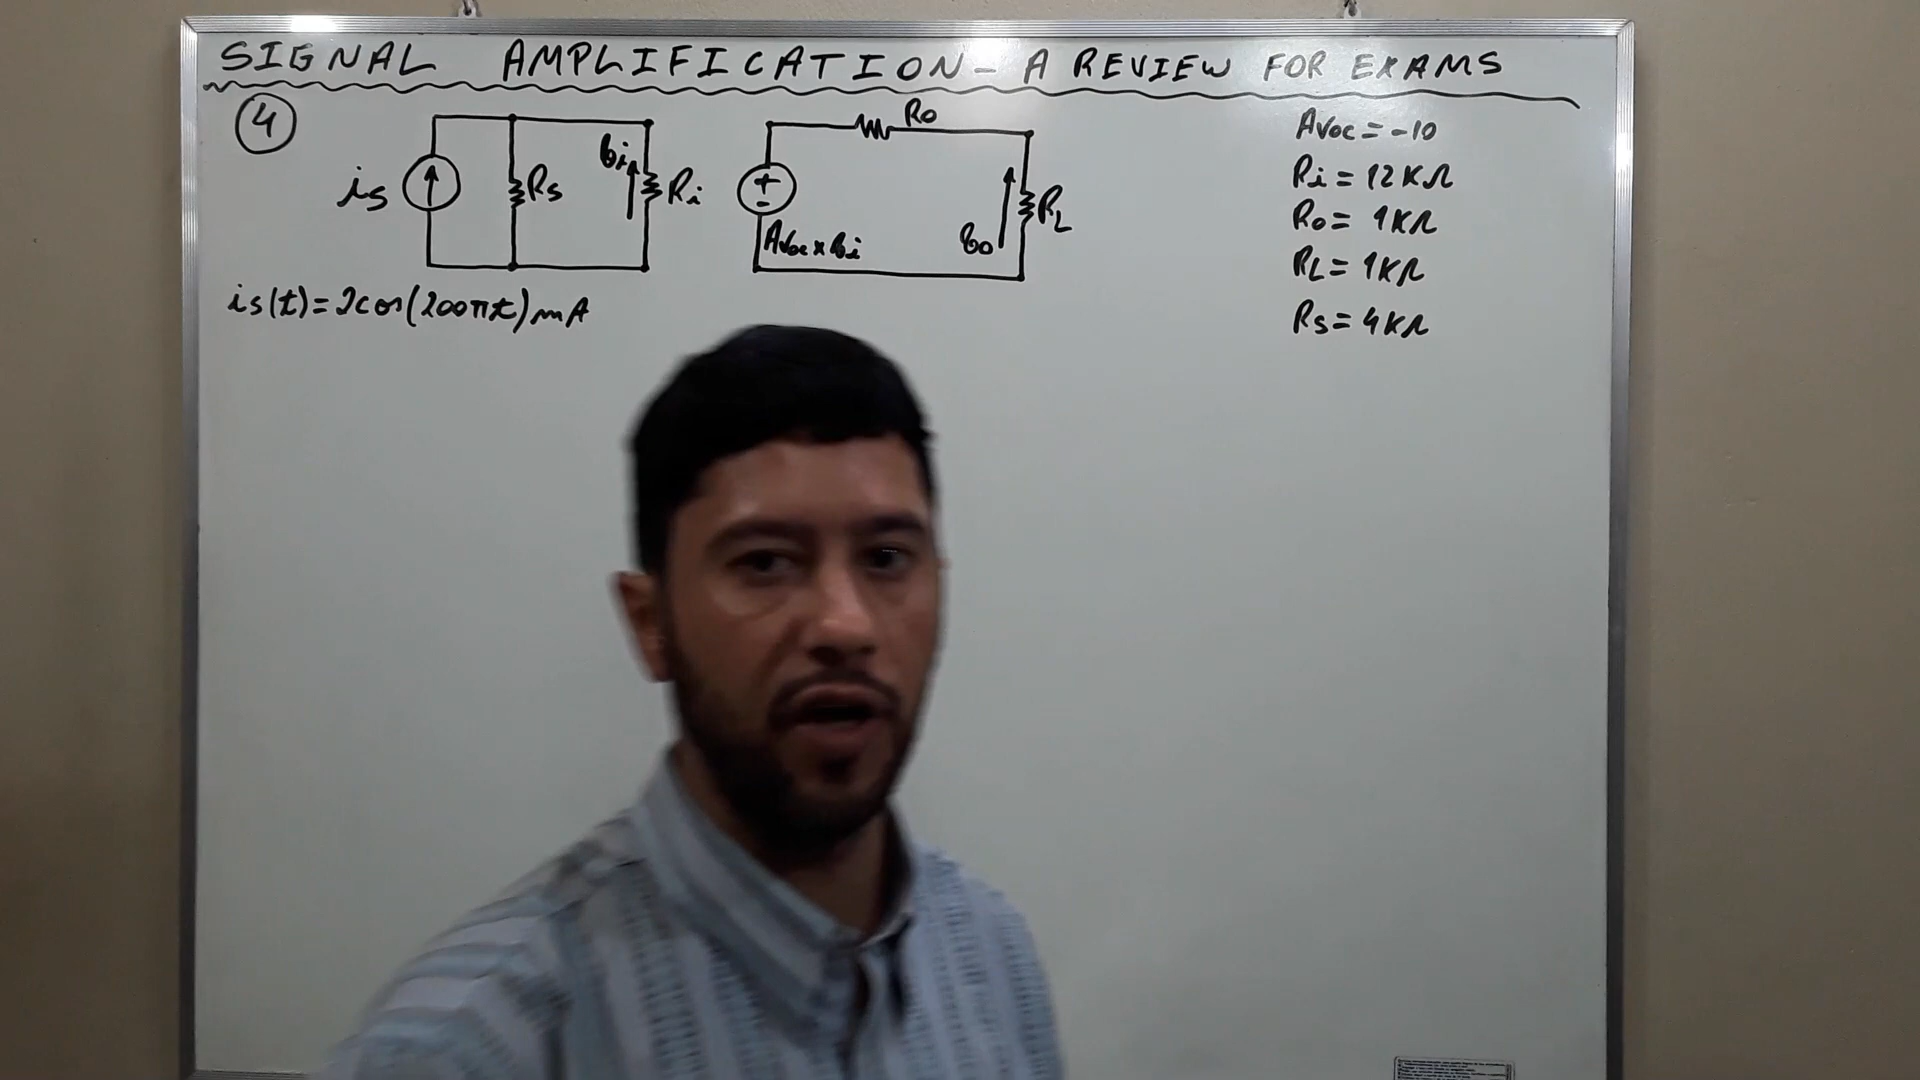 SIGNAL AMPLIFICATION - A REVIEW FOR EXAMS
4
is
Rs
vi
Ri
Ro
Avoc x vi
vo
RL
is(t) = 2cos(200πt) mA
Avoc = -10
Ri = 12KΩ
Ro = 1KΩ
RL = 1KΩ
Rs = 4KΩ